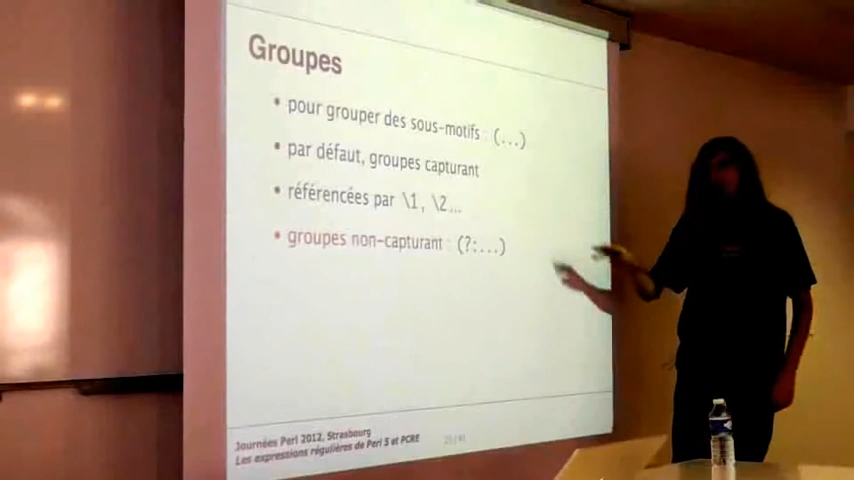 Groupes
• pour grouper des sous-motifs : (...)
• par défaut, groupes capturant
• référencées par \1, \2...
• groupes non-capturant : (?:...)
Journées Perl 2012, Strasbourg
Les expressions régulières de Perl 5 et PCRE